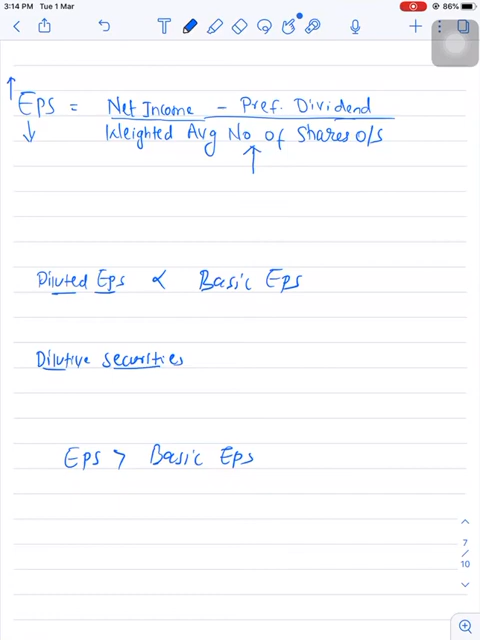 3:14 PM Tue 1 Mar
86%
EPS = Net Income - Pref. Dividend
Weighted Avg No of Shares o/s
Diluted Eps < Basic Eps
Dilutive securities
Eps > Basic Eps
7
/
10